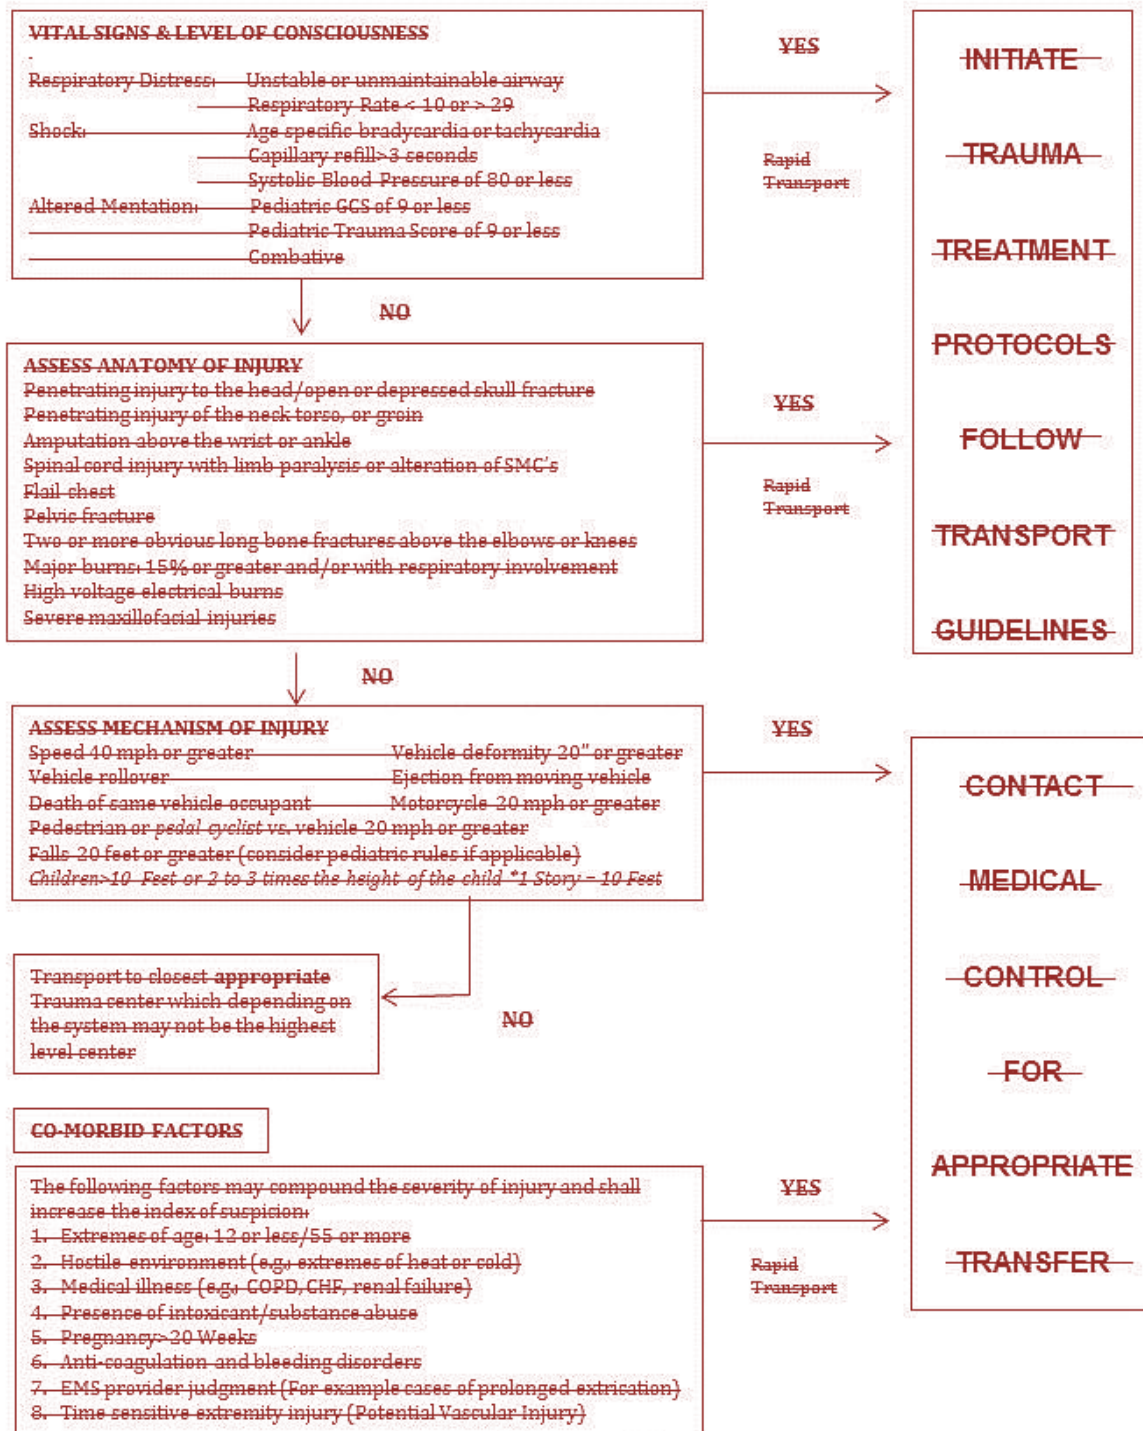 VITAL SIGNS & LEVEL OF CONSCIOUSNESS
Respiratory Distress: Unstable or unmaintainable airway
Respiratory Rate < 10 or > 29
Shock: Age specific bradycardia or tachycardia
Capillary refill>3 seconds
Systolic Blood Pressure of 80 or less
Altered Mentation: Pediatric GCS of 9 or less
Pediatric Trauma Score of 9 or less
Combative
YES
Rapid
Transport
NO
ASSESS ANATOMY OF INJURY
Penetrating injury to the head/open or depressed skull fracture
Penetrating injury of the neck torso, or groin
Amputation above the wrist or ankle
Spinal cord injury with limb paralysis or alteration of SMC's
Flail chest
Pelvic fracture
Two or more obvious long bone fractures above the elbows or knees
Major burns: 15% or greater and/or with respiratory involvement
High voltage electrical burns
Severe maxillofacial injuries
YES
Rapid
Transport
INITIATE
TRAUMA
TREATMENT
PROTOCOLS
FOLLOW
TRANSPORT
GUIDELINES
NO
ASSESS MECHANISM OF INJURY
Speed 40 mph or greater Vehicle deformity 20" or greater
Vehicle rollover Ejection from moving vehicle
Death of same vehicle occupant Motorcycle 20 mph or greater
Pedestrian or pedal cyclist vs. vehicle 20 mph or greater
Falls 20 feet or greater (consider pediatric rules if applicable)
Children>10 Feet or 2 to 3 times the height of the child *1 Story = 10 Feet
YES
NO
Transport to closest appropriate
Trauma center which depending on
the system may not be the highest
level center
CO-MORBID FACTORS
The following factors may compound the severity of injury and shall
increase the index of suspicion:
1. Extremes of age: 12 or less/55 or more
2. Hostile environment (e.g., extremes of heat or cold)
3. Medical illness (e.g., COPD, CHF, renal failure)
4. Presence of intoxicant/substance abuse
5. Pregnancy>20 Weeks
6. Anti-coagulation and bleeding disorders
7. EMS provider judgment (For example cases of prolonged extrication)
8. Time sensitive extremity injury (Potential Vascular Injury)
YES
Rapid
Transport
CONTACT
MEDICAL
CONTROL
FOR
APPROPRIATE
TRANSFER